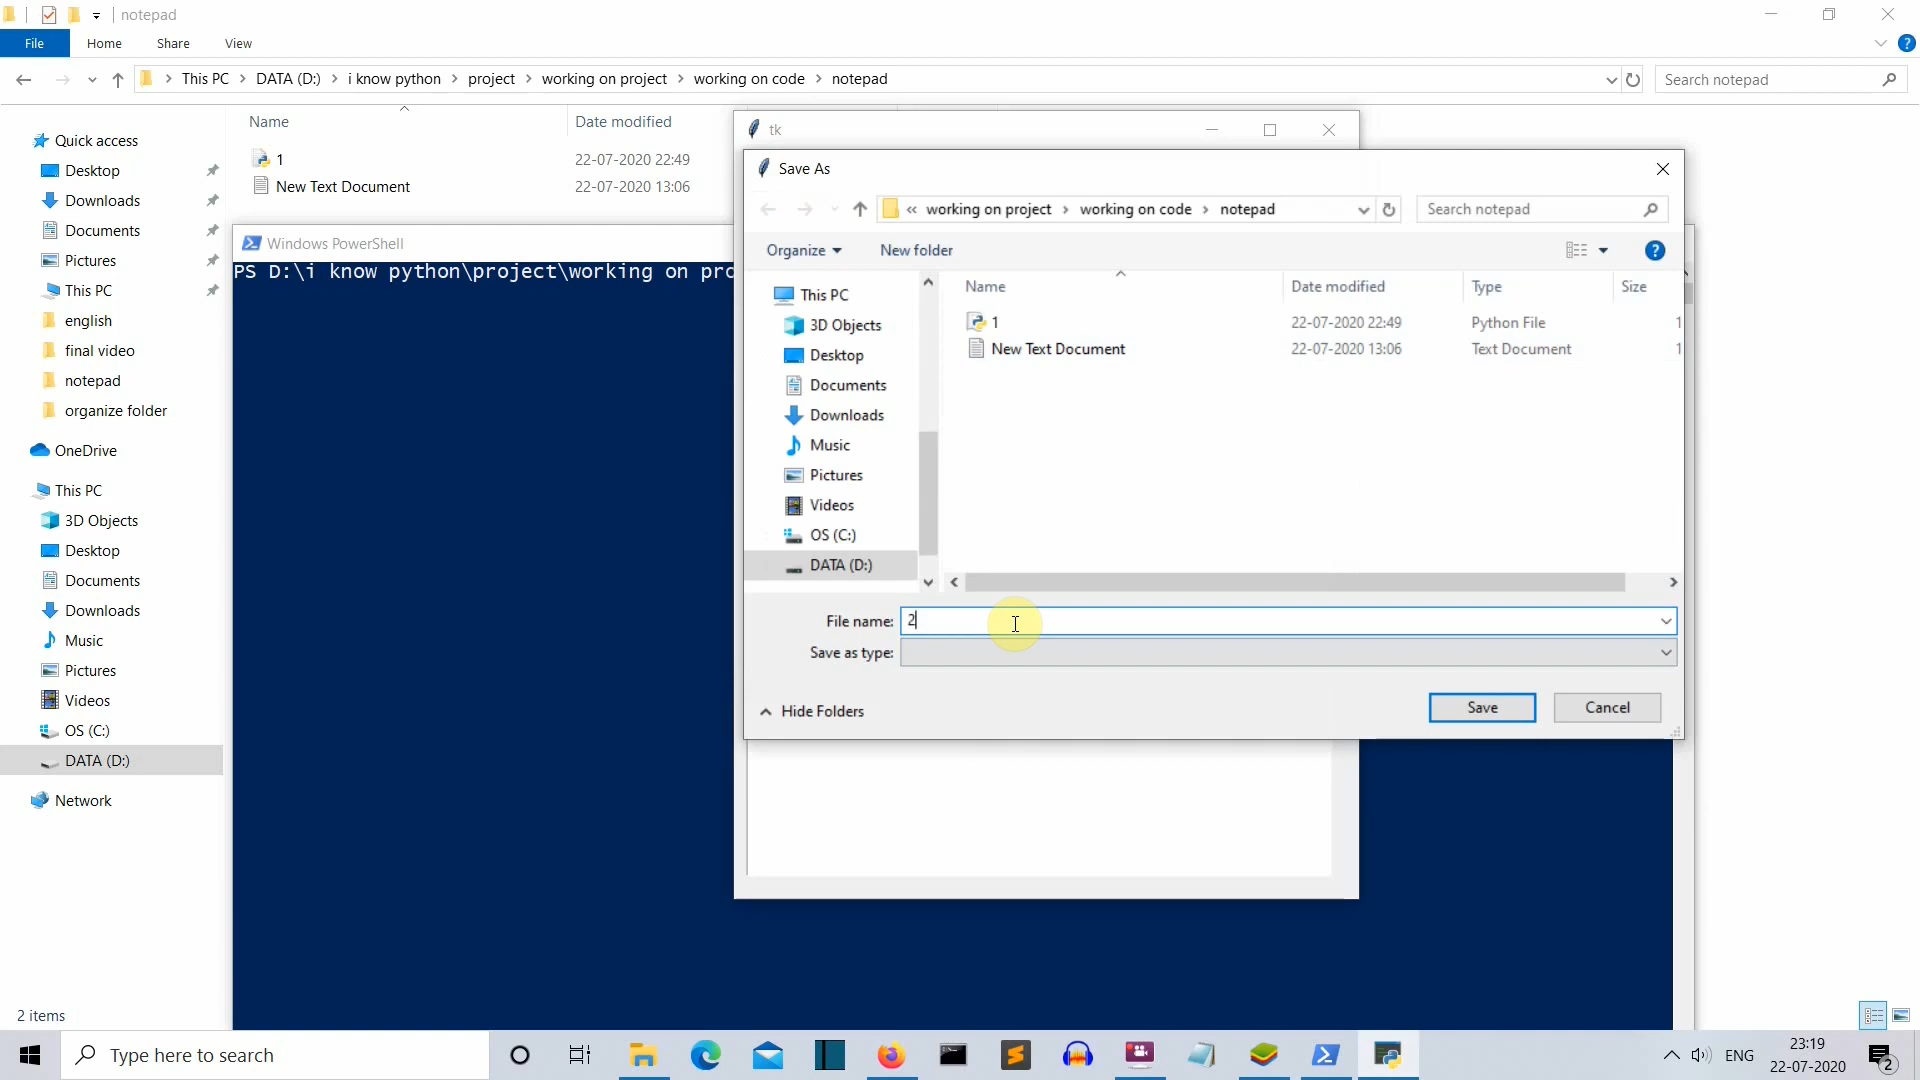 notepad
File Home Share View
This PC DATA (D:) i know python project working on project working on code notepad
Search notepad
Quick access
Desktop
Downloads
Documents
Pictures
This PC
english
final video
notepad
organize folder
OneDrive
This PC
3D Objects
Desktop
Documents
Downloads
Music
Pictures
Videos
OS (C:)
DATA (D:)
Network
2 items
Name Date modified
1 22-07-2020 22:49
New Text Document 22-07-2020 13:06
Windows PowerShell
PS D:\i know python\project\working on pro
tk
Save As
« working on project working on code notepad
Search notepad
Organize New folder
This PC
3D Objects
Desktop
Documents
Downloads
Music
Pictures
Videos
OS (C:)
DATA (D:)
Name Date modified Type Size
1 22-07-2020 22:49 Python File 1
New Text Document 22-07-2020 13:06 Text Document 1
File name: 2
Save as type:
Hide Folders
Save Cancel
Type here to search
ENG
23:19
22-07-2020
2